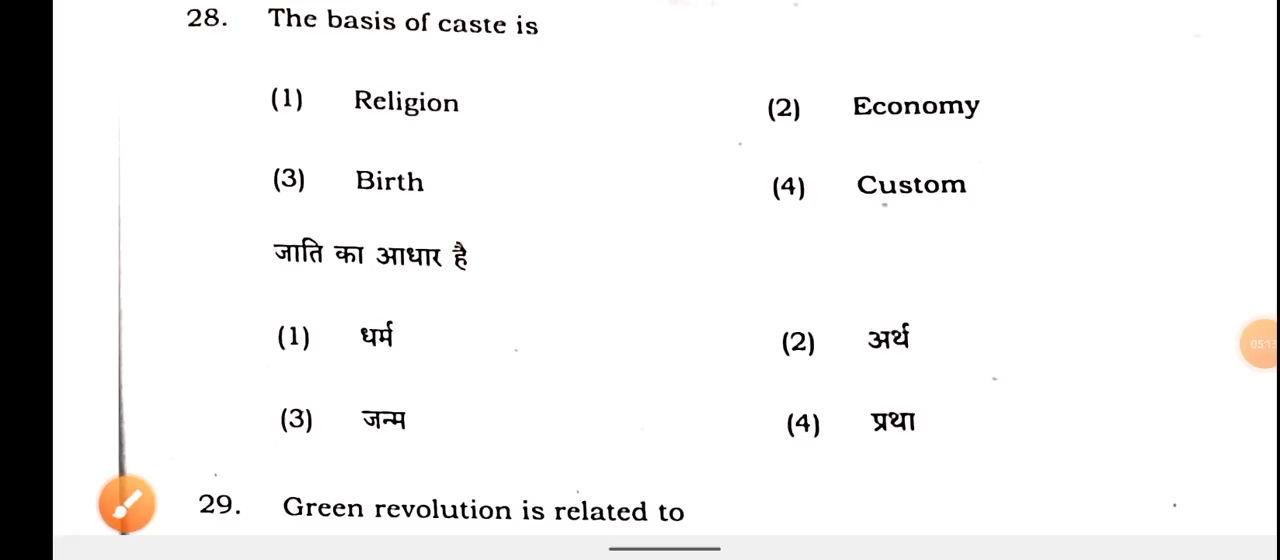 28. The basis of caste is
(1) Religion (2) Economy
(3) Birth (4) Custom
जाति का आधार है
(1) धर्म (2) अर्थ
(3) जन्म (4) प्रथा
29. Green revolution is related to